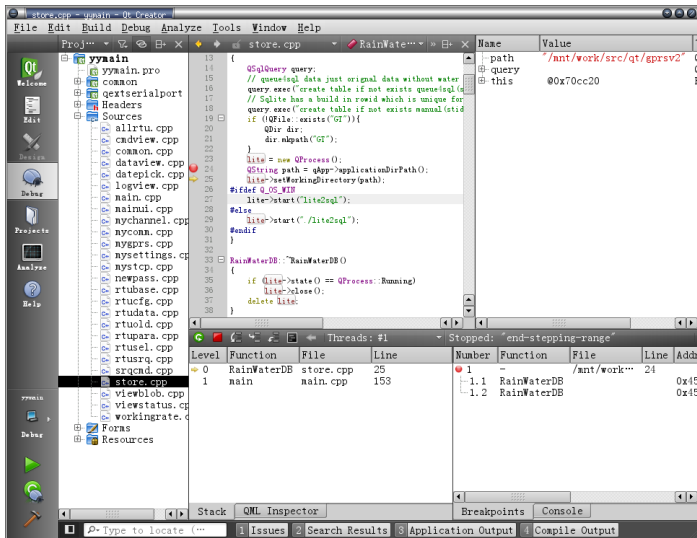 store.cpp - yymain - Qt Creator
File Edit Build Debug Analyze Tools Window Help
Proj··· store.cpp RainWate··· Name Value
Welcome
Edit
Design
Debug
Projects
Analyze
Help
yymain
Debug
yymain
yymain.pro
common
qextserialport
Headers
Sources
allrtu.cpp
cmdview.cpp
common.cpp
dataview.cpp
datepick.cpp
logview.cpp
main.cpp
mainui.cpp
mychannel.cpp
mycomm.cpp
mygprs.cpp
mysettings.cp
mystcp.cpp
newpass.cpp
rtubase.cpp
rtucfg.cpp
rtudata.cpp
rtuold.cpp
rtupara.cpp
rtusel.cpp
rtusrq.cpp
srqcmd.cpp
store.cpp
viewblob.cpp
viewstatus.cp
workingrate.c
Forms
Resources
13 {
14 QSqlQuery query;
15 // queue(sql data just orignal data without water
16 query.exec("create table if not exists queue(sql(s
17 // Sqlite has a build in rowid which is unique for
18 query.exec("create table if not exists manual(stid
19 if (!QFile::exists("GT")){
20 QDir dir;
21 dir.mkpath("GT");
22 }
23 lite = new QProcess();
24 QString path = qApp->applicationDirPath();
25 lite->setWorkingDirectory(path);
26 #ifdef Q_OS_WIN
27 lite->start("lite2sql");
28 #else
29 lite->start("./lite2sql");
30 #endif
31 }
32
33 RainWaterDB::~RainWaterDB()
34 {
35 if (lite->state() == QProcess::Running)
36 lite->close();
37 delete lite;
38 }
path "/mnt/work/src/qt/gprsv2"
query
this @0x70cc20
Threads: #1 Stopped: "end-stepping-range"
Level Function File Line
0 RainWaterDB store.cpp 25
1 main main.cpp 153
Number Function File Line Addr
1 - /mnt/work··· 24
1.1 RainWaterDB 0x45
1.2 RainWaterDB 0x45
Stack QML Inspector
Breakpoints Console
Type to locate (··· 1 Issues 2 Search Results 3 Application Output 4 Compile Output